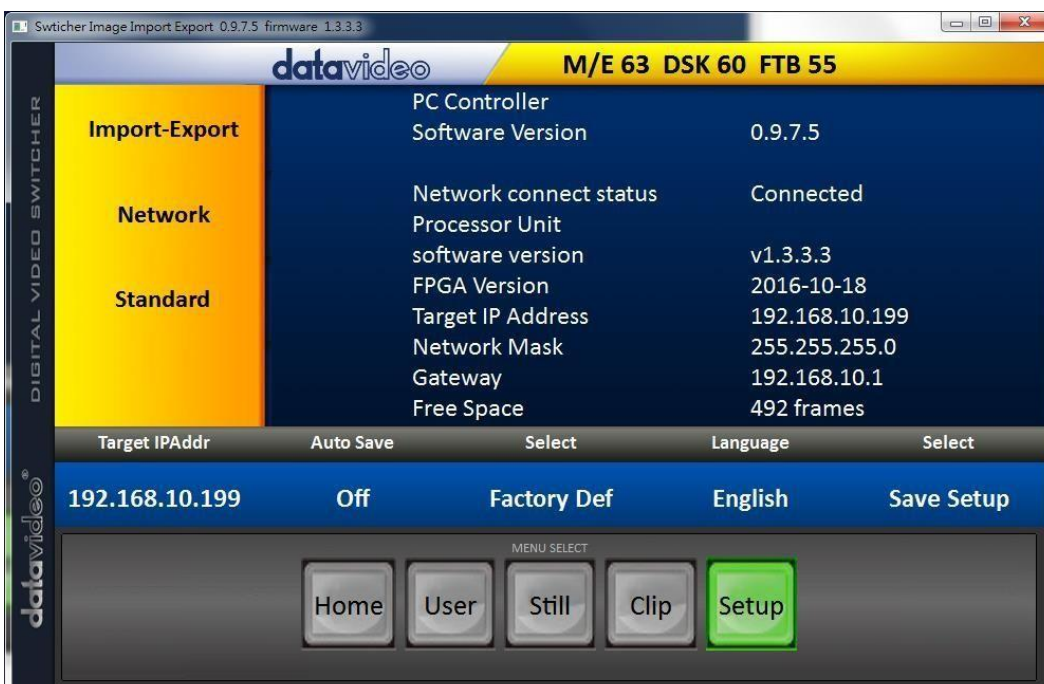 Swticher Image Import Export 0.9.7.5 firmware 1.3.3.3
datavideo
M/E 63 DSK 60 FTB 55
DIGITAL VIDEO SWITCHER
datavideo®
Import-Export
Network
Standard
PC Controller
Software Version 0.9.7.5
Network connect status Connected
Processor Unit
software version v1.3.3.3
FPGA Version 2016-10-18
Target IP Address 192.168.10.199
Network Mask 255.255.255.0
Gateway 192.168.10.1
Free Space 492 frames
Target IPAddr Auto Save Select Language Select
192.168.10.199 Off Factory Def English Save Setup
MENU SELECT
Home User Still Clip Setup